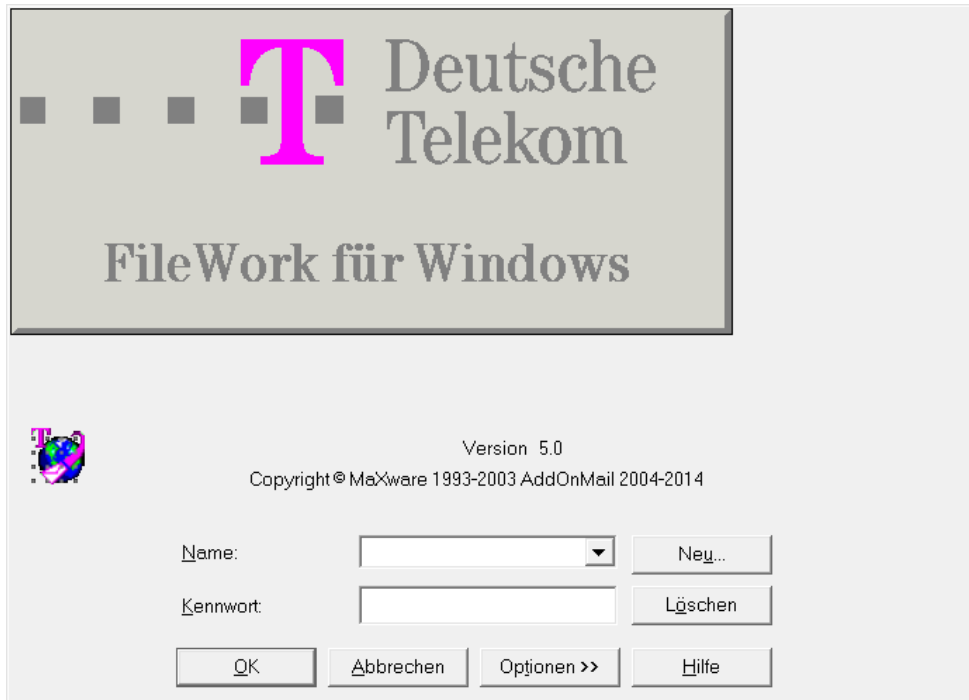 T Deutsche
Telekom
FileWork für Windows
Version 5.0
Copyright © MaXware 1993-2003 AddOnMail 2004-2014
Name:
Neu...
Kennwort:
Löschen
OK
Abbrechen
Optionen >>
Hilfe